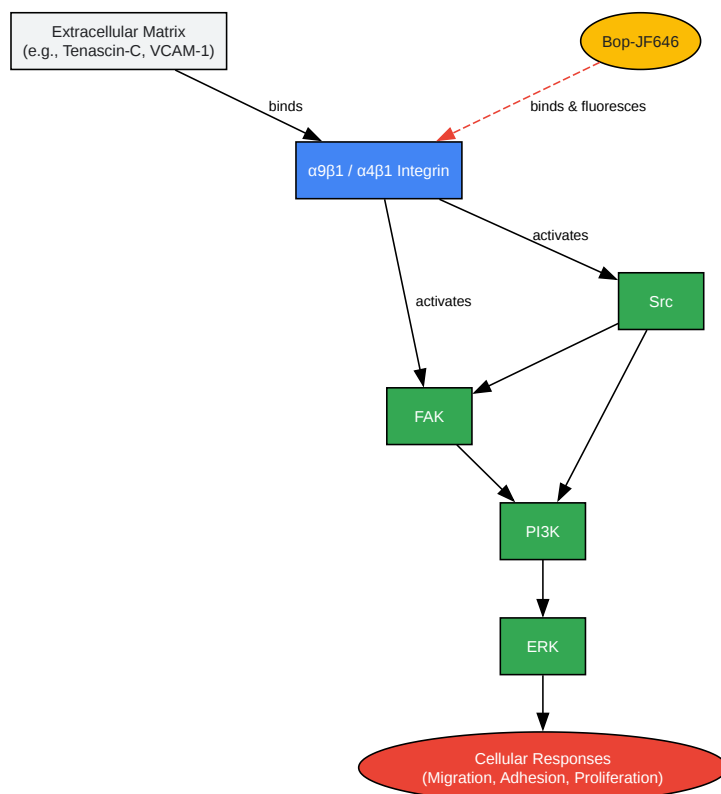 Extracellular Matrix
(e.g., Tenascin-C, VCAM-1)
Bop-JF646
binds
binds & fluoresces
α9β1 / α4β1 Integrin
activates
Src
activates
FAK
PI3K
ERK
Cellular Responses
(Migration, Adhesion, Proliferation)